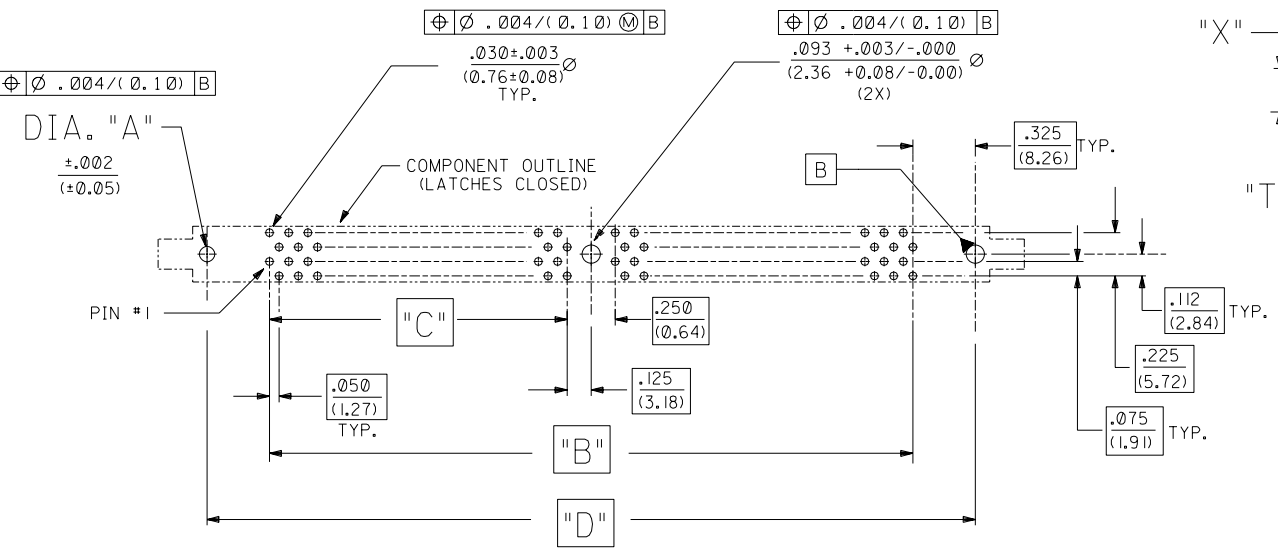 ⌖ Ø .004/(0.10) Ⓜ B
.030±.003
(0.76±0.08) Ø
TYP.
⌖ Ø .004/(0.10) B
.093 +.003/-.000
(2.36 +0.08/-0.00) Ø
(2X)
"X"
⌖ Ø .004/(0.10) B
DIA. "A"
±.002
(±0.05)
COMPONENT OUTLINE
(LATCHES CLOSED)
B
.325
(8.26) TYP.
"T
PIN #1
"C"
.250
(0.64)
.112
(2.84) TYP.
.225
(5.72)
.050
(1.27)
TYP.
.125
(3.18)
.075
(1.91) TYP.
"B"
"D"